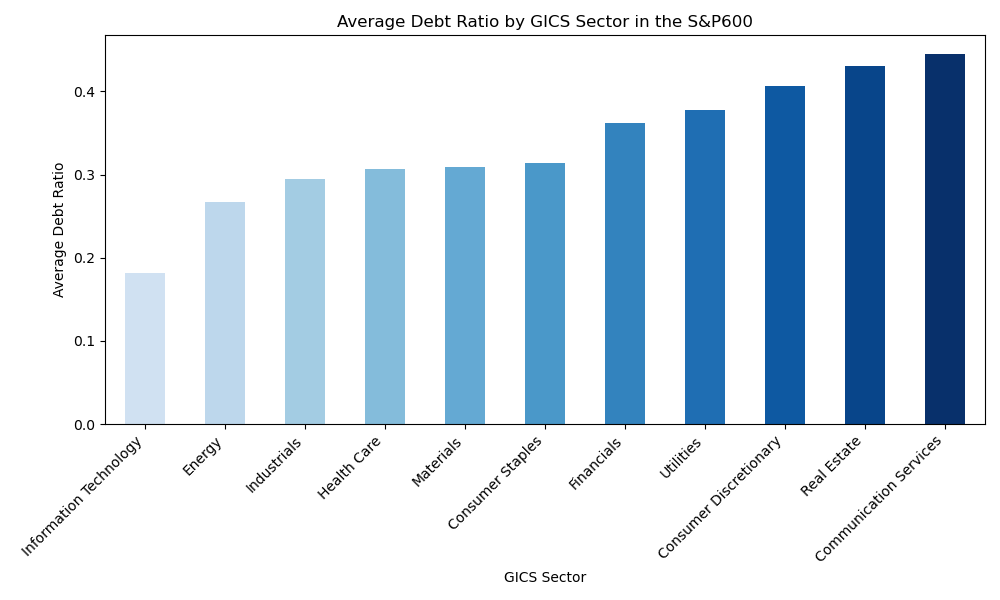 Average Debt Ratio by GICS Sector in the S&P600
Average Debt Ratio
0.4
0.3
0.2
0.1
0.0
Information Technology
Energy
Industrials
Health Care
Materials
Consumer Staples
Financials
Utilities
Consumer Discretionary
Real Estate
Communication Services
GICS Sector